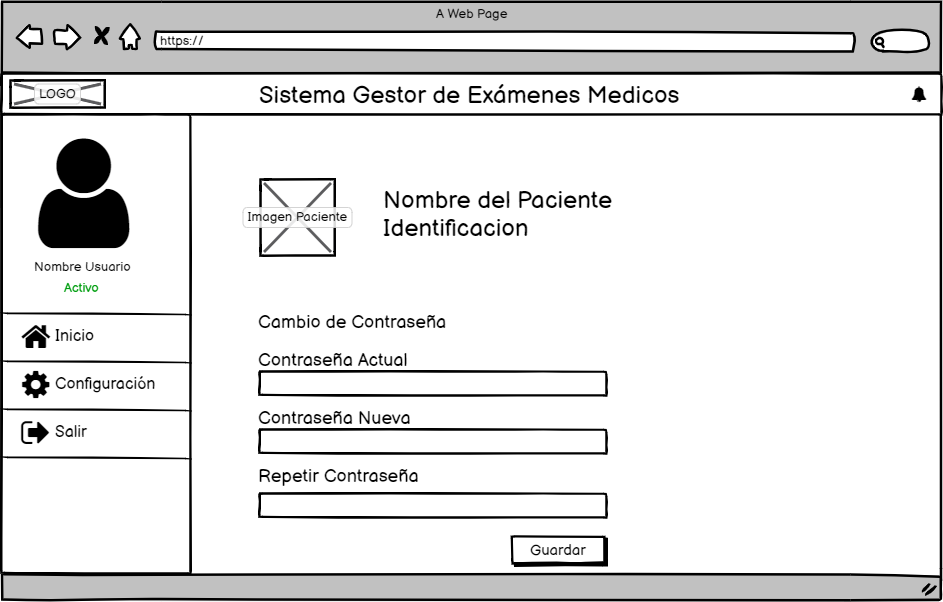 A Web Page
https://
LOGO
Sistema Gestor de Exámenes Medicos
Nombre Usuario
Activo
Inicio
Configuración
Salir
Imagen Paciente
Nombre del Paciente
Identificacion
Cambio de Contraseña
Contraseña Actual
Contraseña Nueva
Repetir Contraseña
Guardar